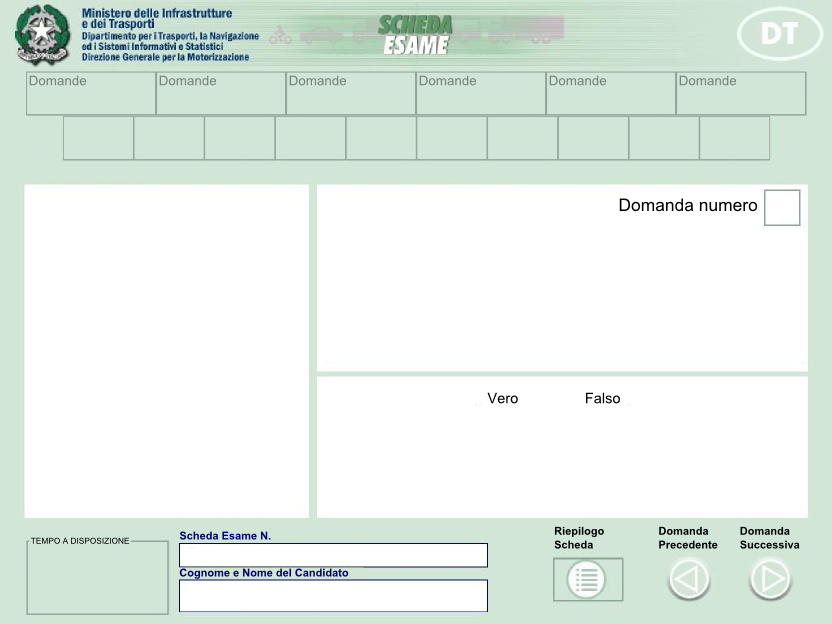 Ministero delle Infrastrutture
e dei Trasporti
Dipartimento per i Trasporti, la Navigazione
ed i Sistemi Informativi e Statistici
Direzione Generale per la Motorizzazione
SCHEDA
ESAME
DT
Domande Domande Domande Domande Domande Domande
Domanda numero
Vero Falso
TEMPO A DISPOSIZIONE
Scheda Esame N.
Cognome e Nome del Candidato
Riepilogo
Scheda
Domanda
Precedente
Domanda
Successiva